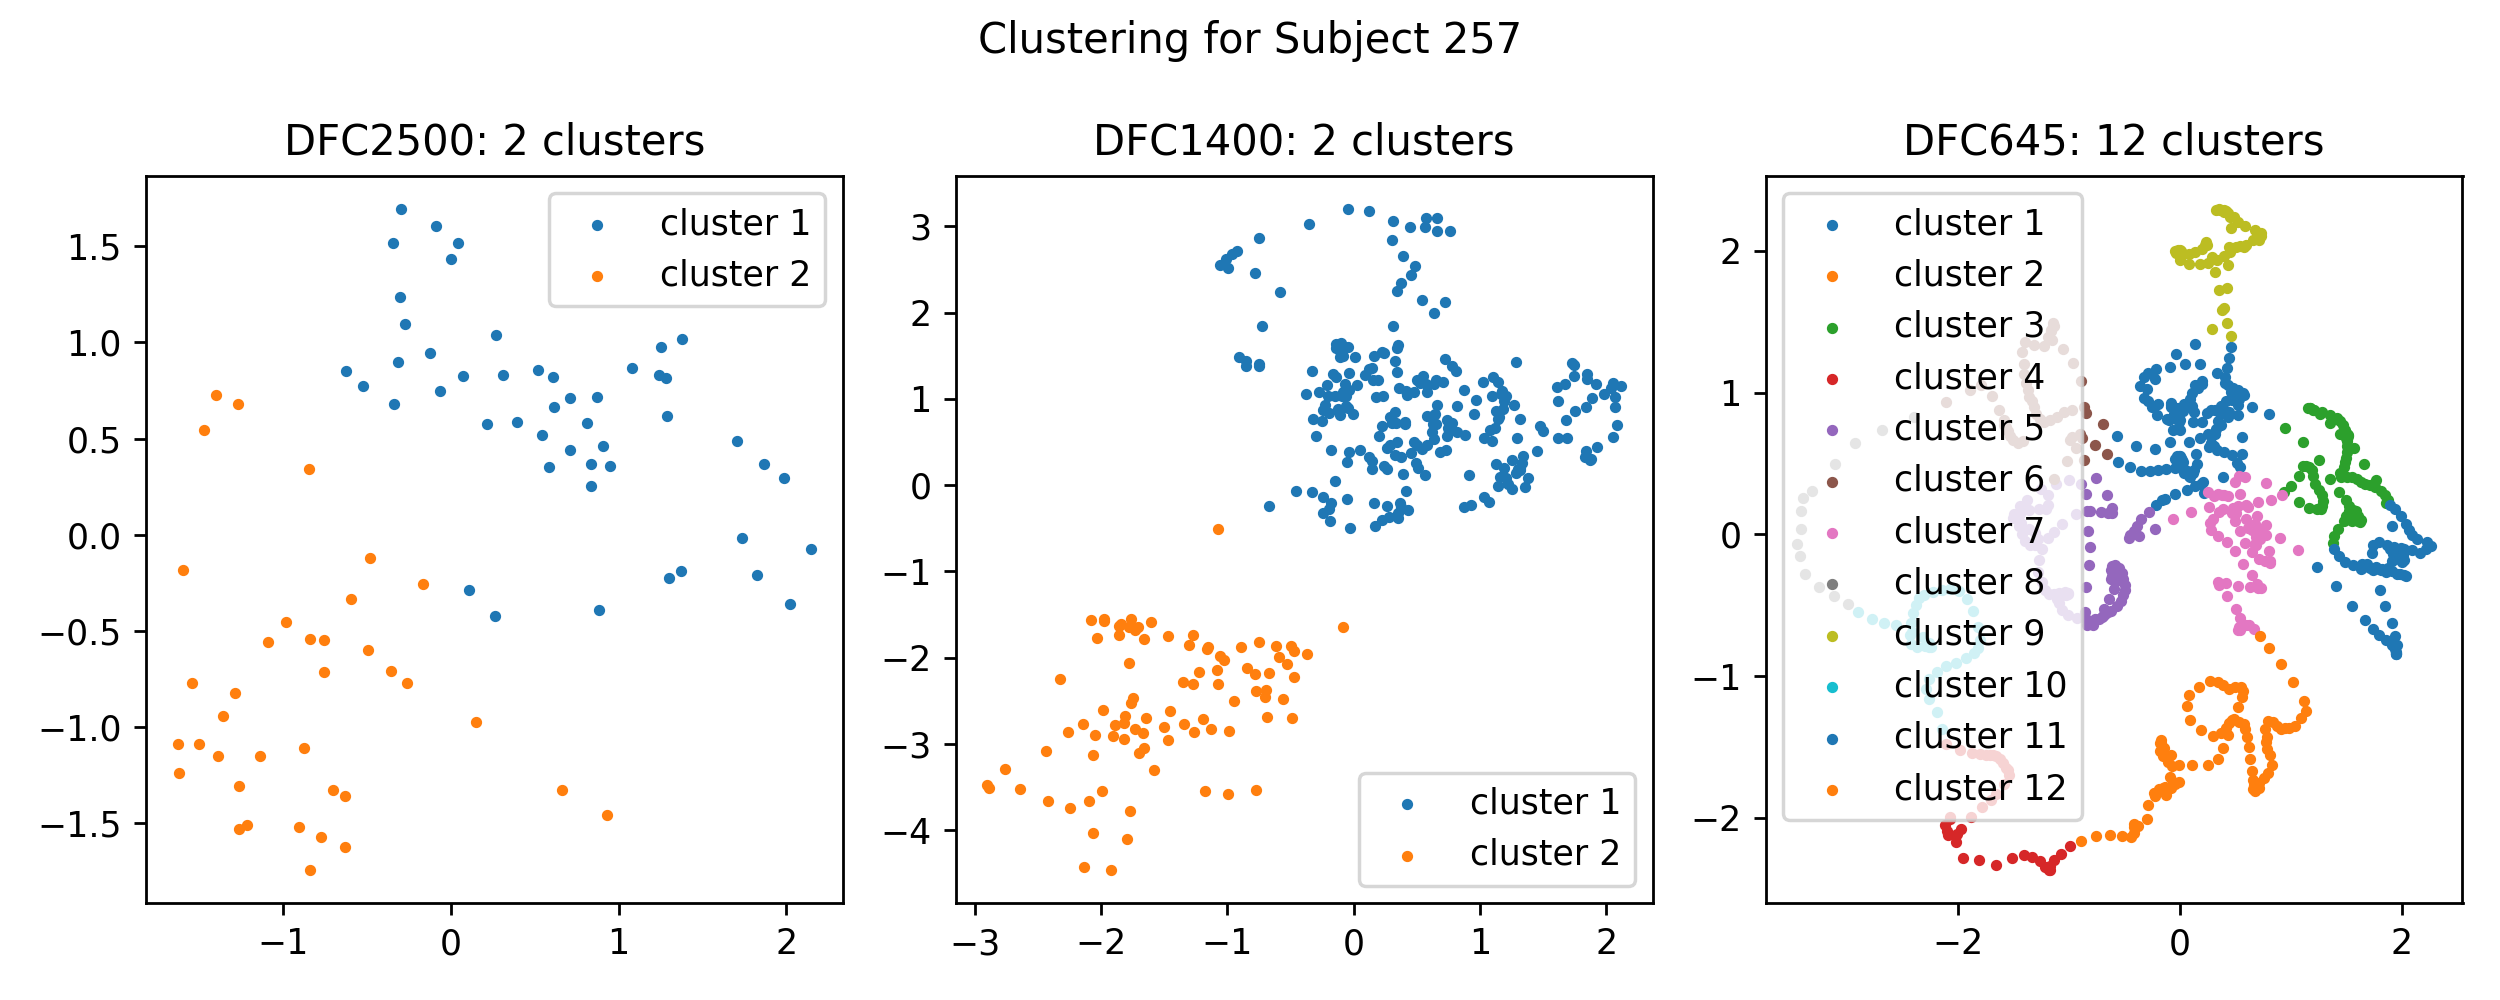 Clustering for Subject 257
DFC2500: 2 clusters
cluster 1
cluster 2
1.5
1.0
0.5
0.0
−0.5
−1.0
−1.5
−1
0
1
2
DFC1400: 2 clusters
3
2
1
0
−1
−2
−3
−4
cluster 1
cluster 2
−3
−2
−1
0
1
2
DFC645: 12 clusters
cluster 1
cluster 2
cluster 3
cluster 4
cluster 5
cluster 6
cluster 7
cluster 8
cluster 9
cluster 10
cluster 11
cluster 12
2
1
0
−1
−2
−2
0
2